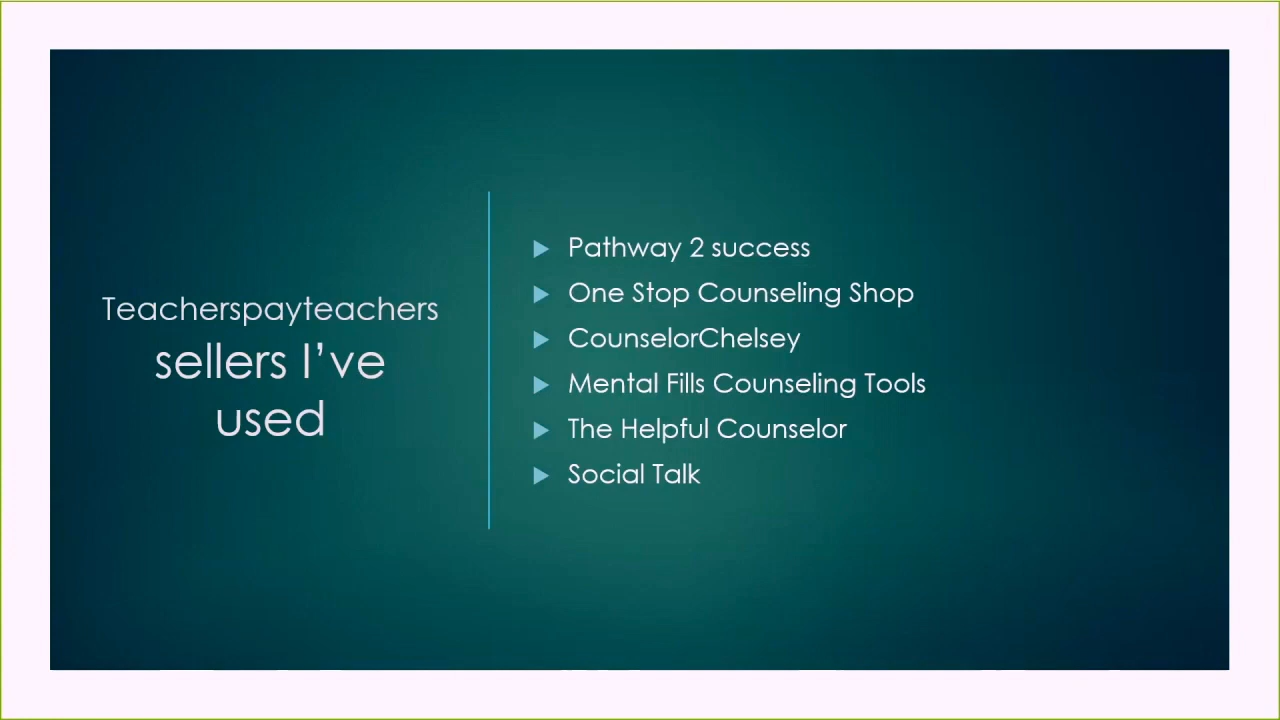 Teacherspayteachers
sellers I’ve
used
Pathway 2 success
One Stop Counseling Shop
CounselorChelsey
Mental Fills Counseling Tools
The Helpful Counselor
Social Talk